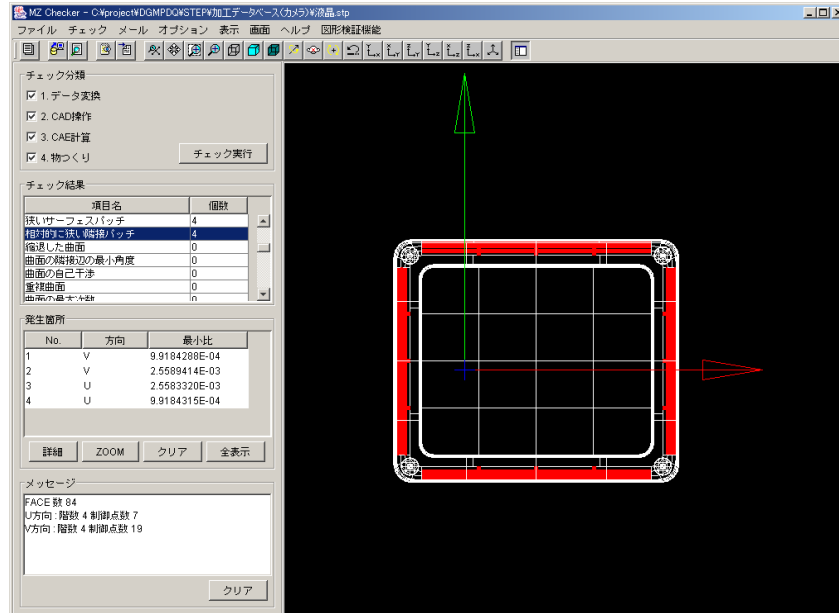 MZ Checker - C:¥project¥DGMPDQ¥STEP¥加工データベース(カメラ)¥液晶.stp
ファイル チェック メール オプション 表示 画面 ヘルプ 図形検証機能
チェック分類
1. データ変換
2. CAD操作
3. CAE計算
4. 物つくり
チェック実行
チェック結果
項目名 個数
狭いサーフェスパッチ 4
相対的に狭い隣接パッチ 4
縮退した曲面 0
曲面の隣接辺の最小角度 0
曲面の自己干渉 0
重複曲面 0
曲面の最大次数 0
発生箇所
No. 方向 最小比
1 V 9.9184288E-04
2 V 2.5589414E-03
3 U 2.5583320E-03
4 U 9.9184315E-04
詳細 ZOOM クリア 全表示
メッセージ
FACE 数 84
U方向 : 階数 4 制御点数 7
V方向 : 階数 4 制御点数 19
クリア